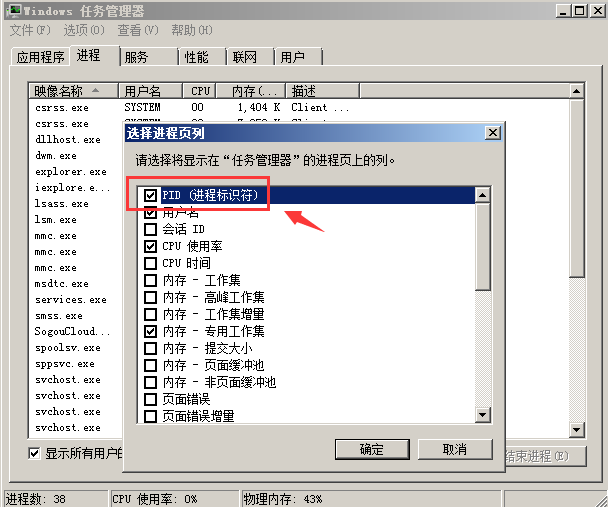 Windows 任务管理器
文件(F) 选项(O) 查看(V) 帮助(H)
应用程序 进程 服务 性能 联网 用户
映像名称 用户名 CPU 内存(... 描述
csrss.exe SYSTEM 00 1,404 K Client ...
csrss.exe
dllhost.exe
dwm.exe
explorer.exe
iexplore.e...
lsass.exe
lsm.exe
mmc.exe
mmc.exe
mmc.exe
msdtc.exe
services.exe
smss.exe
SogouCloud...
spoolsv.exe
sppsvc.exe
svchost.exe
svchost.exe
svchost.exe
svchost.exe
显示所有用户的
结束进程(E)
进程数: 38 CPU 使用率: 0% 物理内存: 43%
选择进程页列
请选择将显示在“任务管理器”的进程页上的列。
PID (进程标识符)
用户名
会话 ID
CPU 使用率
CPU 时间
内存 - 工作集
内存 - 高峰工作集
内存 - 工作集增量
内存 - 专用工作集
内存 - 提交大小
内存 - 页面缓冲池
内存 - 非页面缓冲池
页面错误
页面错误增量
确定 取消